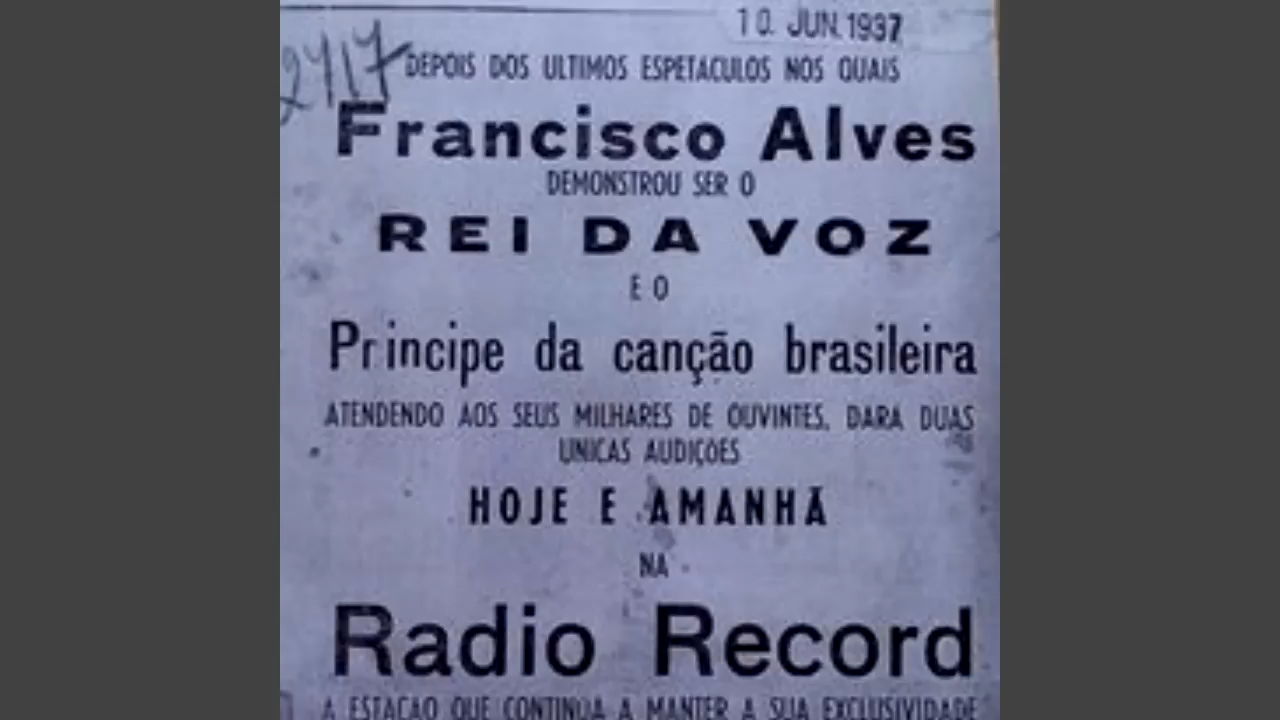 10. JUN. 1937
2717
DEPOIS DOS ULTIMOS ESPETACULOS NOS QUAIS
Francisco Alves
DEMONSTROU SER O
REI DA VOZ
E O
Principe da canção brasileira
ATENDENDO AOS SEUS MILHARES DE OUVINTES, DARA DUAS
UNICAS AUDIÇOES
HOJE E AMANHÃ
NA
Radio Record
A ESTAÇÃO QUE CONTINUA A MANTER A SUA EXCLUSIVIDADE